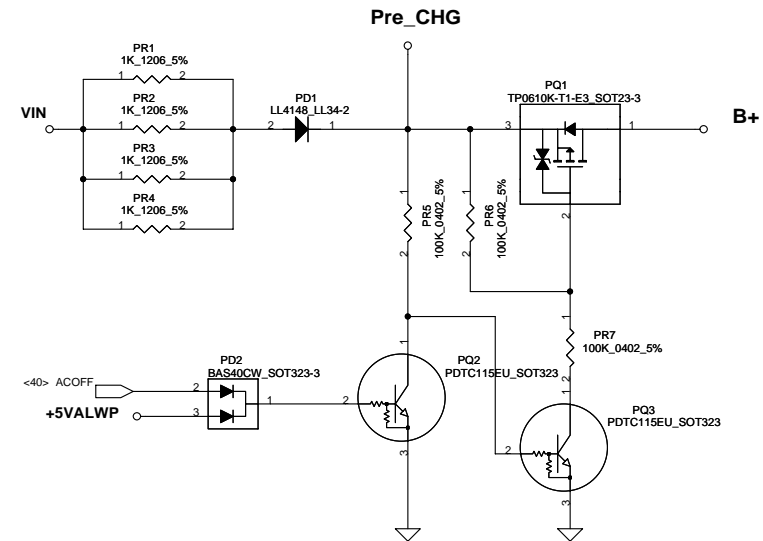 Pre_CHG
PR1
1K_1206_5%
1 2
PR2
1K_1206_5%
1 2
PR3
1K_1206_5%
1 2
PR4
1K_1206_5%
1 2
VIN
PD1
LL4148_LL34-2
2 1
PQ1
TP0610K-T1-E3_SOT23-3
3 1
2
B+
PR5
100K_0402_5%
1 2
PR6
100K_0402_5%
1 2
PR7
100K_0402_5%
1 2
PD2
BAS40CW_SOT323-3
<40> ACOFF
2
+5VALWP
3
1
PQ2
PDTC115EU_SOT323
1
2
3
PQ3
PDTC115EU_SOT323
1
2
3